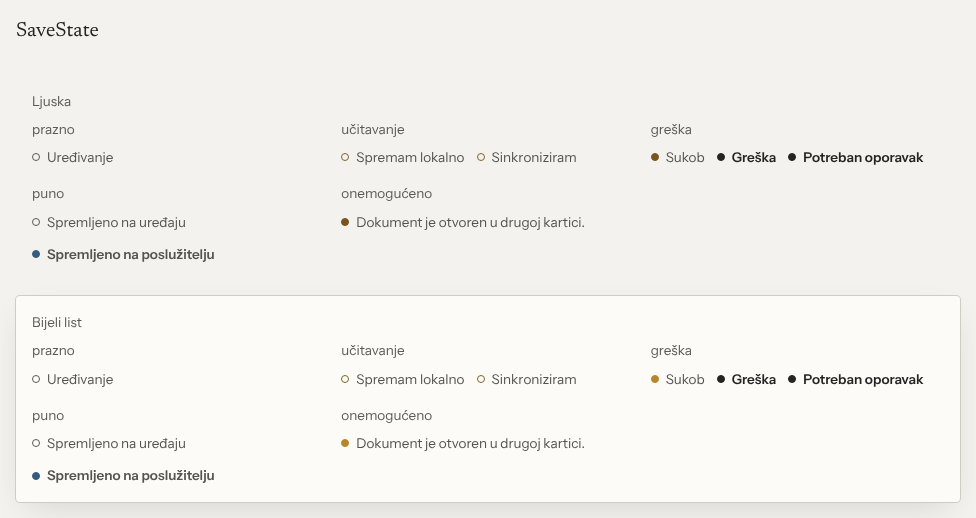 SaveState
Ljuska
prazno
Uređivanje
učitavanje
Spremam lokalno Sinkroniziram
greška
Sukob Greška Potreban oporavak
puno
Spremljeno na uređaju
Spremljeno na poslužitelju
onemogućeno
Dokument je otvoren u drugoj kartici.
Bijeli list
prazno
Uređivanje
učitavanje
Spremam lokalno Sinkroniziram
greška
Sukob Greška Potreban oporavak
puno
Spremljeno na uređaju
Spremljeno na poslužitelju
onemogućeno
Dokument je otvoren u drugoj kartici.